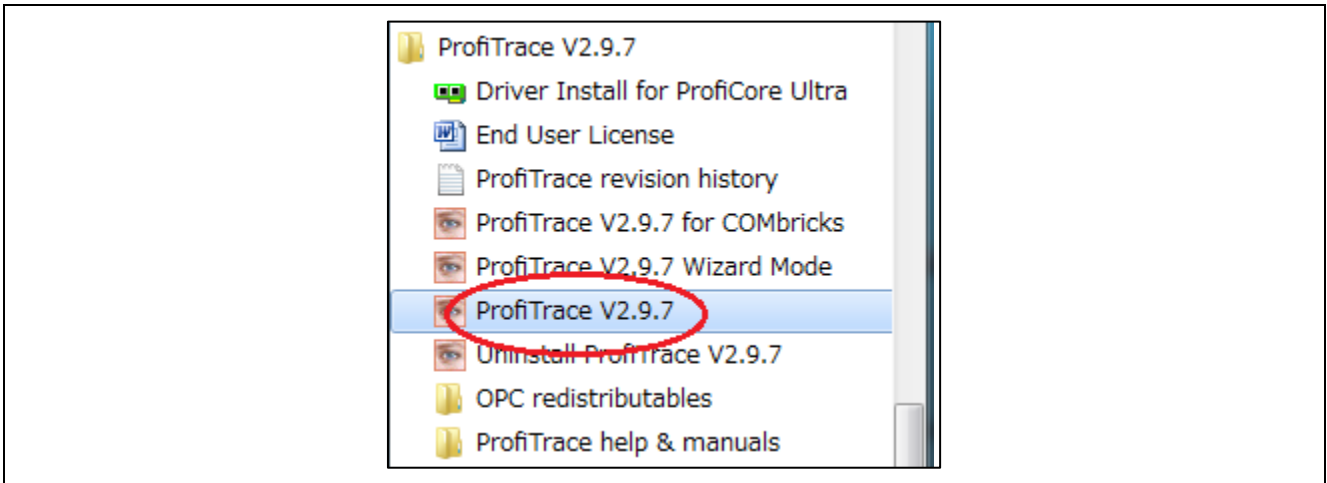 ProfiTrace V2.9.7
Driver Install for ProfiCore Ultra
End User License
ProfiTrace revision history
ProfiTrace V2.9.7 for COMbricks
ProfiTrace V2.9.7 Wizard Mode
ProfiTrace V2.9.7
Uninstall ProfiTrace V2.9.7
OPC redistributables
ProfiTrace help & manuals